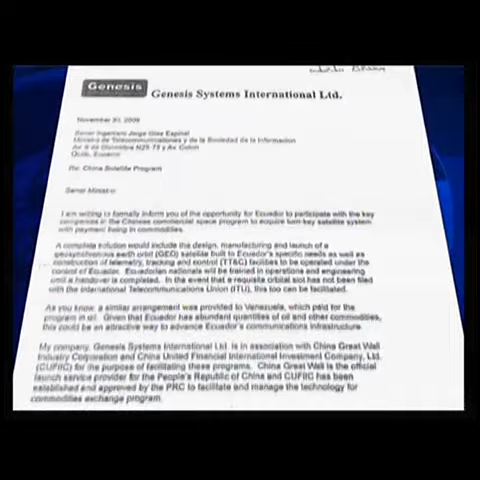 Genesis
Genesis Systems International Ltd.
November 2009
Senor Ingeniero Jorge Glas Espinel
Ministro de Telecomunicaciones y de la Sociedad de la Informacion
Av. 6 de Diciembre N25-75 y Av. Colon
Quito, Ecuador
Re: China Satellite Program
Senor Ministro
I am writing to formally inform you of the opportunity for Ecuador to participate with the key
companies in the Chinese commercial space program to acquire turn-key satellite system
with payment being in commodities.
A complete solution would include the design, manufacturing and launch of a
geosynchronous earth orbit (GEO) satellite built to Ecuador's specific needs as well as
construction of telemetry, tracking and control (TT&C) facilities to be operated under the
control of Ecuador. Ecuadorian nationals will be trained in operations and engineering
until a handover is completed. In the event that a requisite orbital slot has not been filed
with the International Telecommunications Union (ITU), this too can be facilitated.
As you know, a similar arrangement was provided to Venezuela, which paid for the
program in oil. Given that Ecuador has abundant quantities of oil and other commodities,
this could be an attractive way to advance Ecuador's communications infrastructure.
My company, Genesis Systems International Ltd. is in association with China Great Wall
Industry Corporation and China United Financial International Investment Company, Ltd.
(CUFIIC) for the purpose of facilitating these programs. China Great Wall is the official
launch service provider for the People's Republic of China and CUFIIC has been
established and approved by the PRC to facilitate and manage the technology for
commodities exchange program.